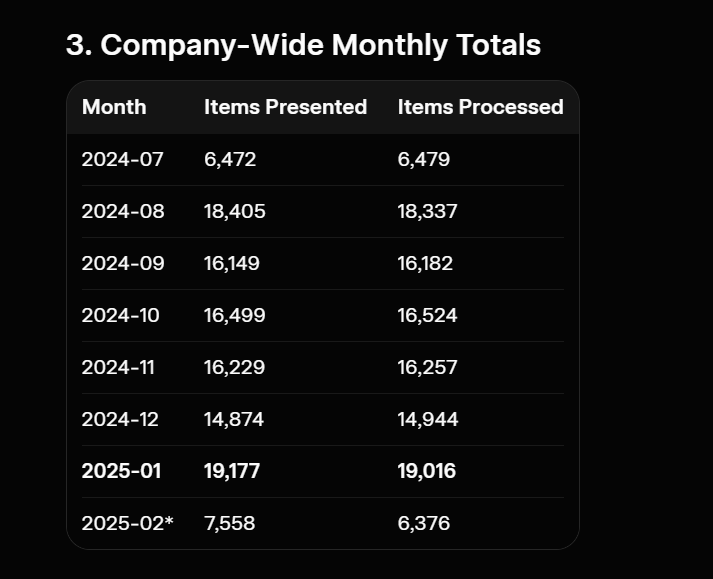 3. Company-Wide Monthly Totals
Month Items Presented Items Processed
2024-07 6,472 6,479
2024-08 18,405 18,337
2024-09 16,149 16,182
2024-10 16,499 16,524
2024-11 16,229 16,257
2024-12 14,874 14,944
2025-01 19,177 19,016
2025-02* 7,558 6,376